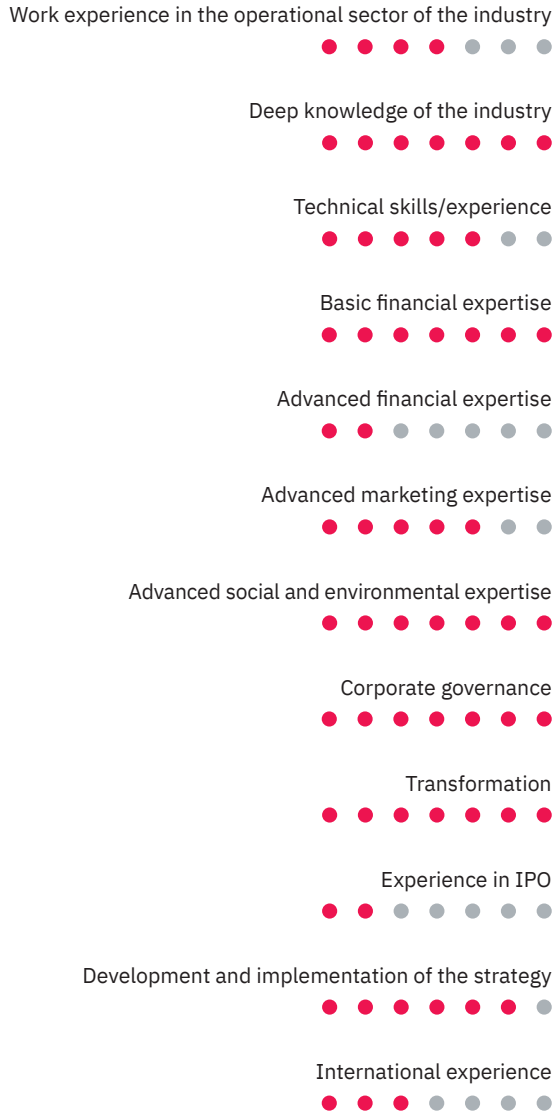 Work experience in the operational sector of the industry
Deep knowledge of the industry
Technical skills/experience
Basic financial expertise
Advanced financial expertise
Advanced marketing expertise
Advanced social and environmental expertise
Corporate governance
Transformation
Experience in IPO
Development and implementation of the strategy
International experience